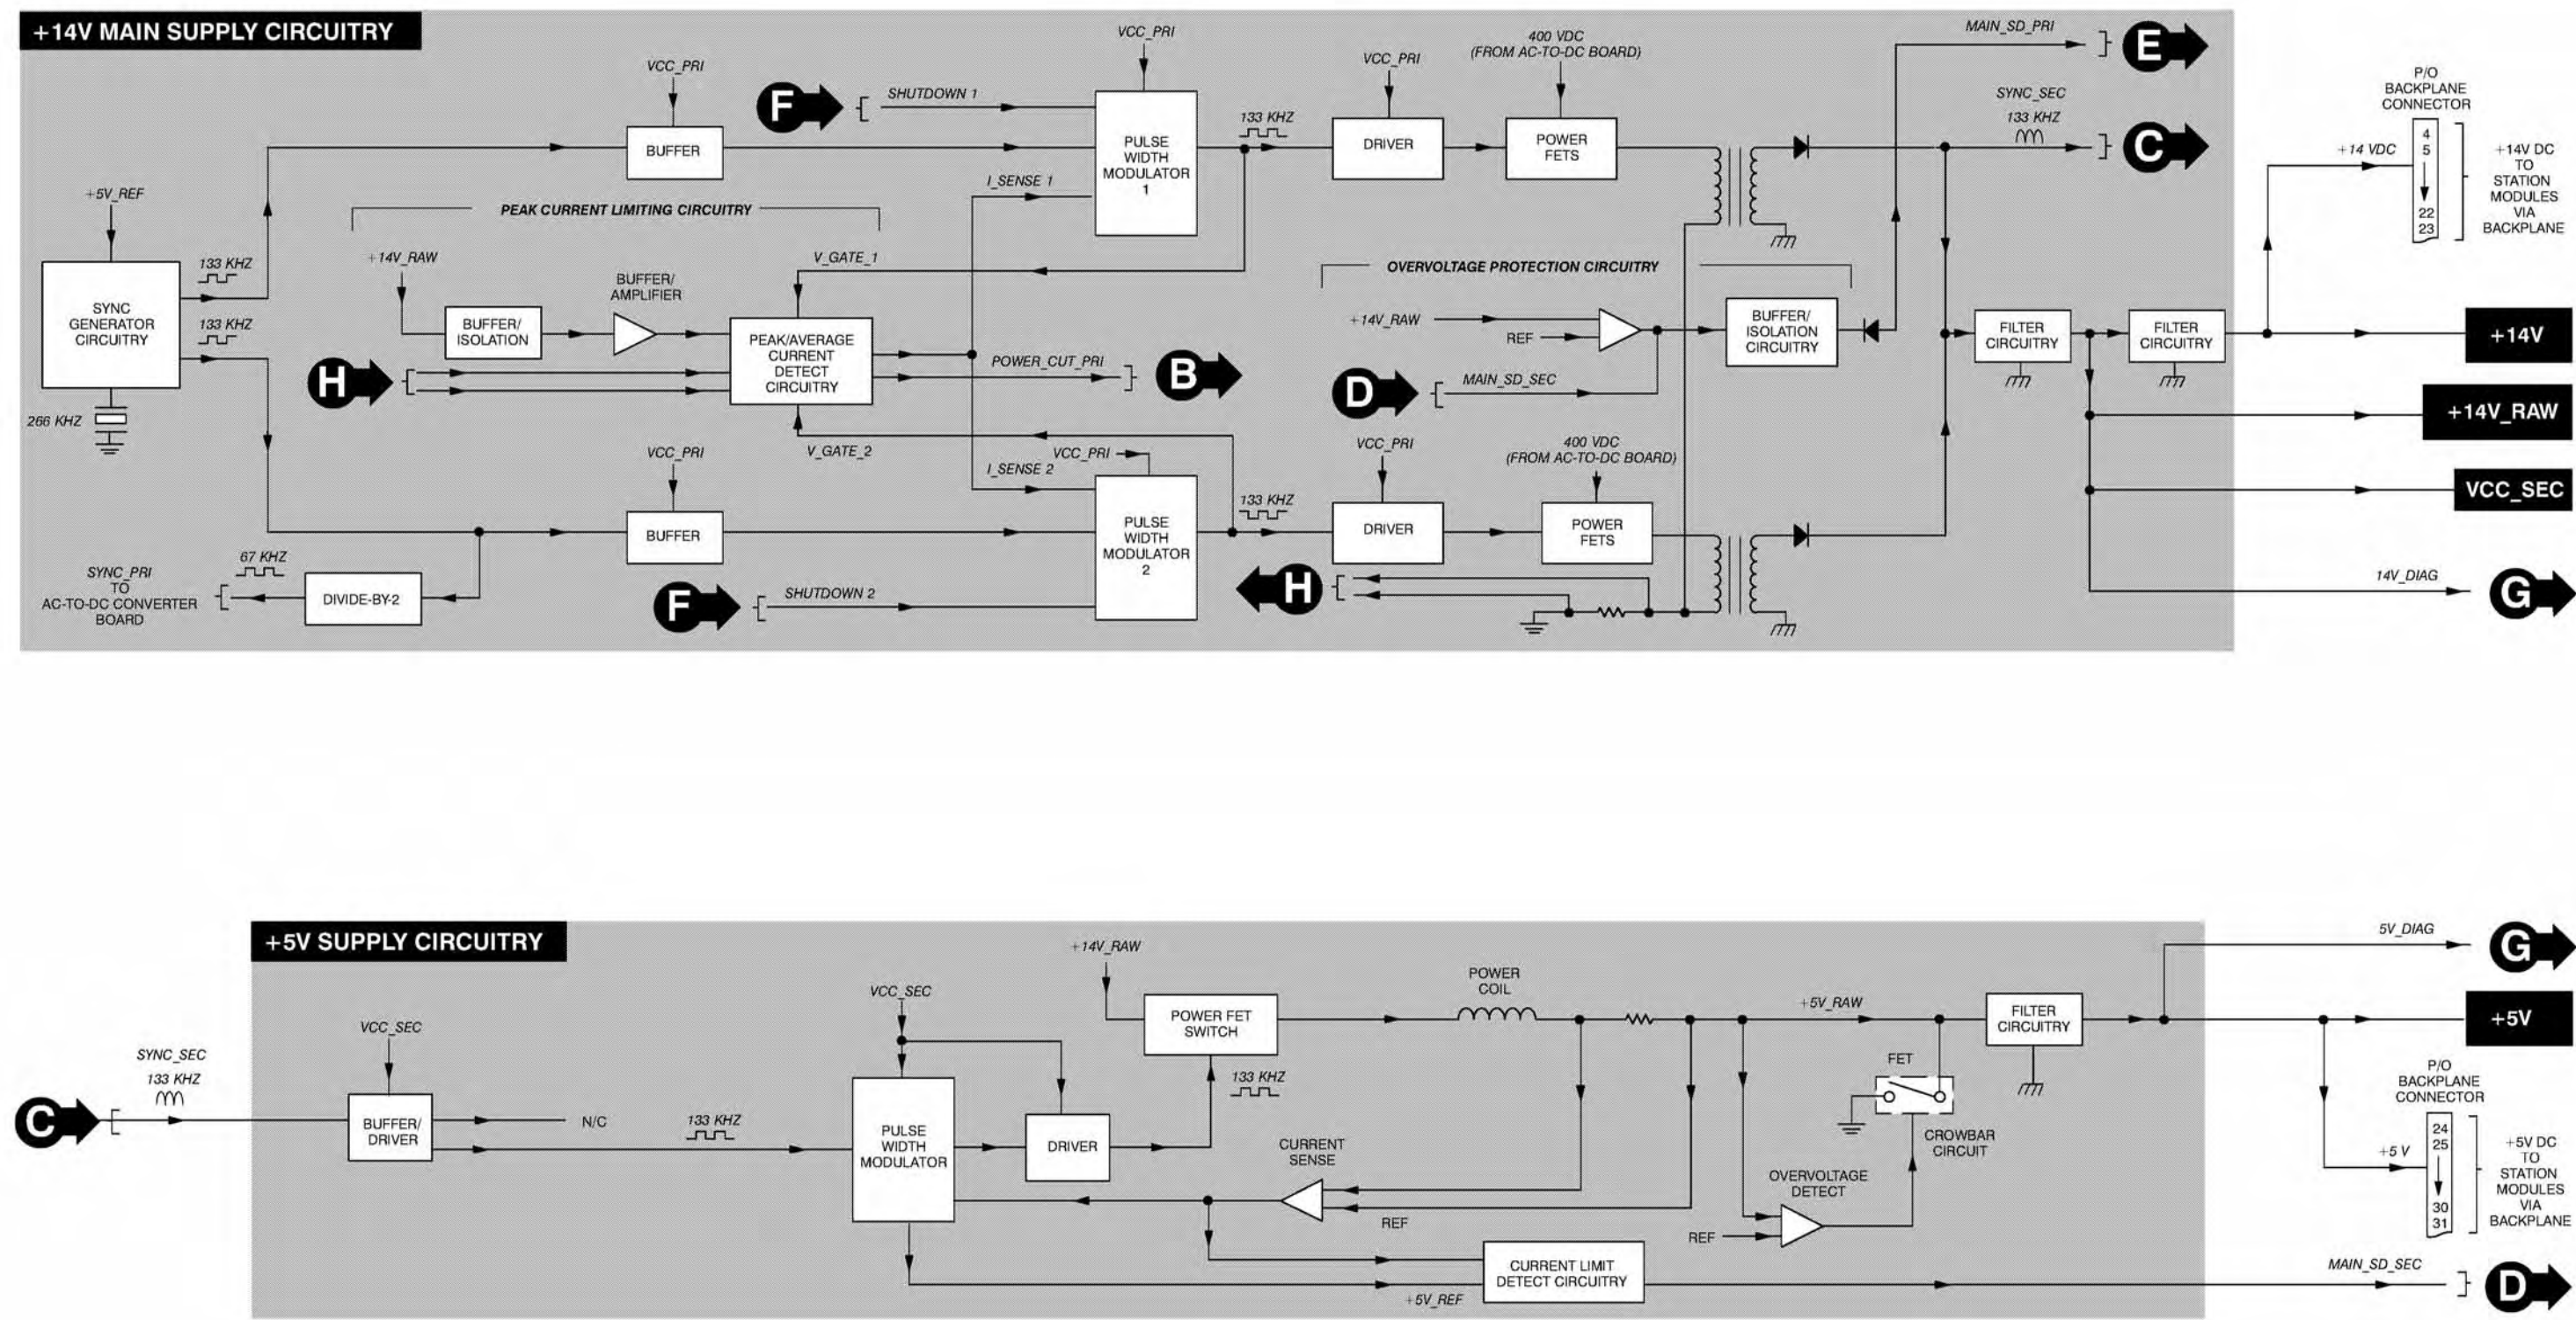 +14V MAIN SUPPLY CIRCUITRY
VCC_PRI
F
SHUTDOWN 1
VCC_PRI
VCC_PRI
400 VDC
(FROM AC-TO-DC BOARD)
MAIN_SD_PRI
E
BUFFER
PULSE
WIDTH
MODULATOR
1
133 KHZ
DRIVER
POWER
FETS
SYNC_SEC
133 KHZ
C
P/O
BACKPLANE
CONNECTOR
+14 VDC
4
5
22
23
+14V DC
TO
STATION
MODULES
VIA
BACKPLANE
+5V_REF
SYNC
GENERATOR
CIRCUITRY
266 KHZ
133 KHZ
133 KHZ
PEAK CURRENT LIMITING CIRCUITRY
I_SENSE 1
+14V_RAW
BUFFER/
ISOLATION
BUFFER/
AMPLIFIER
V_GATE_1
PEAK/AVERAGE
CURRENT
DETECT
CIRCUITRY
H
POWER_CUT_PRI
B
V_GATE_2
OVERVOLTAGE PROTECTION CIRCUITRY
+14V_RAW
REF
BUFFER/
ISOLATION
CIRCUITRY
D
MAIN_SD_SEC
FILTER
CIRCUITRY
FILTER
CIRCUITRY
+14V
+14V_RAW
VCC_SEC
14V_DIAG
G
VCC_PRI
BUFFER
I_SENSE 2
VCC_PRI
PULSE
WIDTH
MODULATOR
2
133 KHZ
VCC_PRI
DRIVER
400 VDC
(FROM AC-TO-DC BOARD)
POWER
FETS
H
F
SHUTDOWN 2
SYNC_PRI
TO
AC-TO-DC CONVERTER
BOARD
67 KHZ
DIVIDE-BY-2
+5V SUPPLY CIRCUITRY
C
SYNC_SEC
133 KHZ
VCC_SEC
BUFFER/
DRIVER
N/C
133 KHZ
VCC_SEC
PULSE
WIDTH
MODULATOR
DRIVER
+14V_RAW
POWER FET
SWITCH
133 KHZ
POWER
COIL
CURRENT
SENSE
REF
+5V_RAW
FET
CROWBAR
CIRCUIT
OVERVOLTAGE
DETECT
REF
CURRENT LIMIT
DETECT CIRCUITRY
+5V_REF
FILTER
CIRCUITRY
5V_DIAG
G
+5V
P/O
BACKPLANE
CONNECTOR
+5 V
24
25
30
31
+5V DC
TO
STATION
MODULES
VIA
BACKPLANE
MAIN_SD_SEC
D